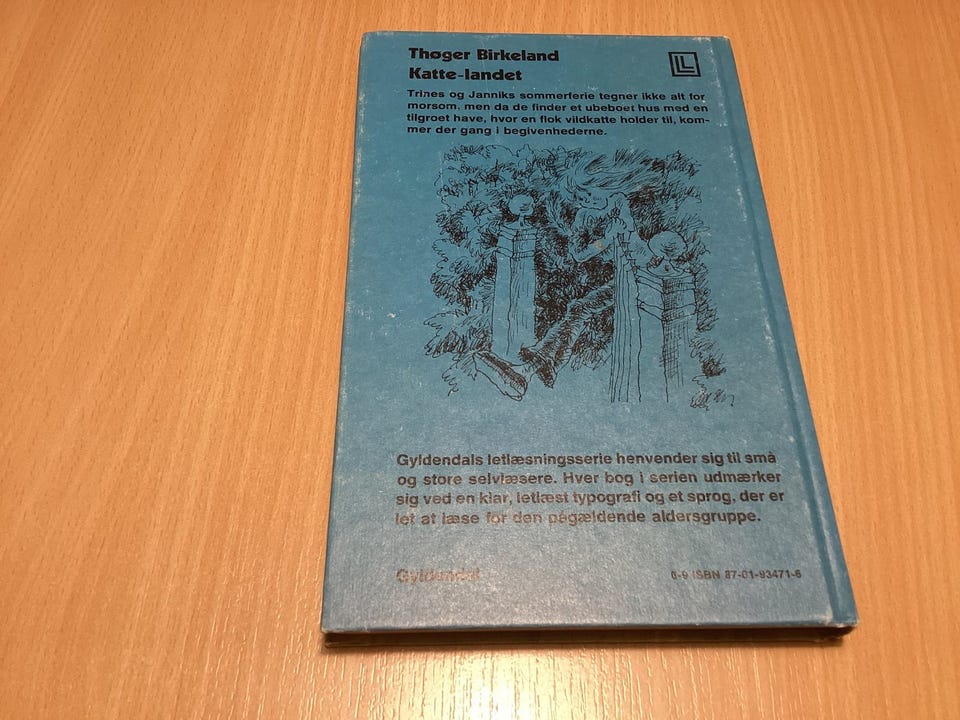 Thøger Birkeland
Katte-landet
LL
Trines og Janniks sommerferie tegner ikke alt for
morsom, men da de finder et ubeboet hus med en
tilgroet have, hvor en flok vildkatte holder til, kom-
mer der gang i begivenhederne.
Gyldendals letlæsningsserie henvender sig til små
og store selvlæsere. Hver bog i serien udmærker
sig ved en klar, letlæst typografi og et sprog, der er
let at læse for den pågældende aldersgruppe.
Gyldendal
6-9 ISBN 87-01-93471-6